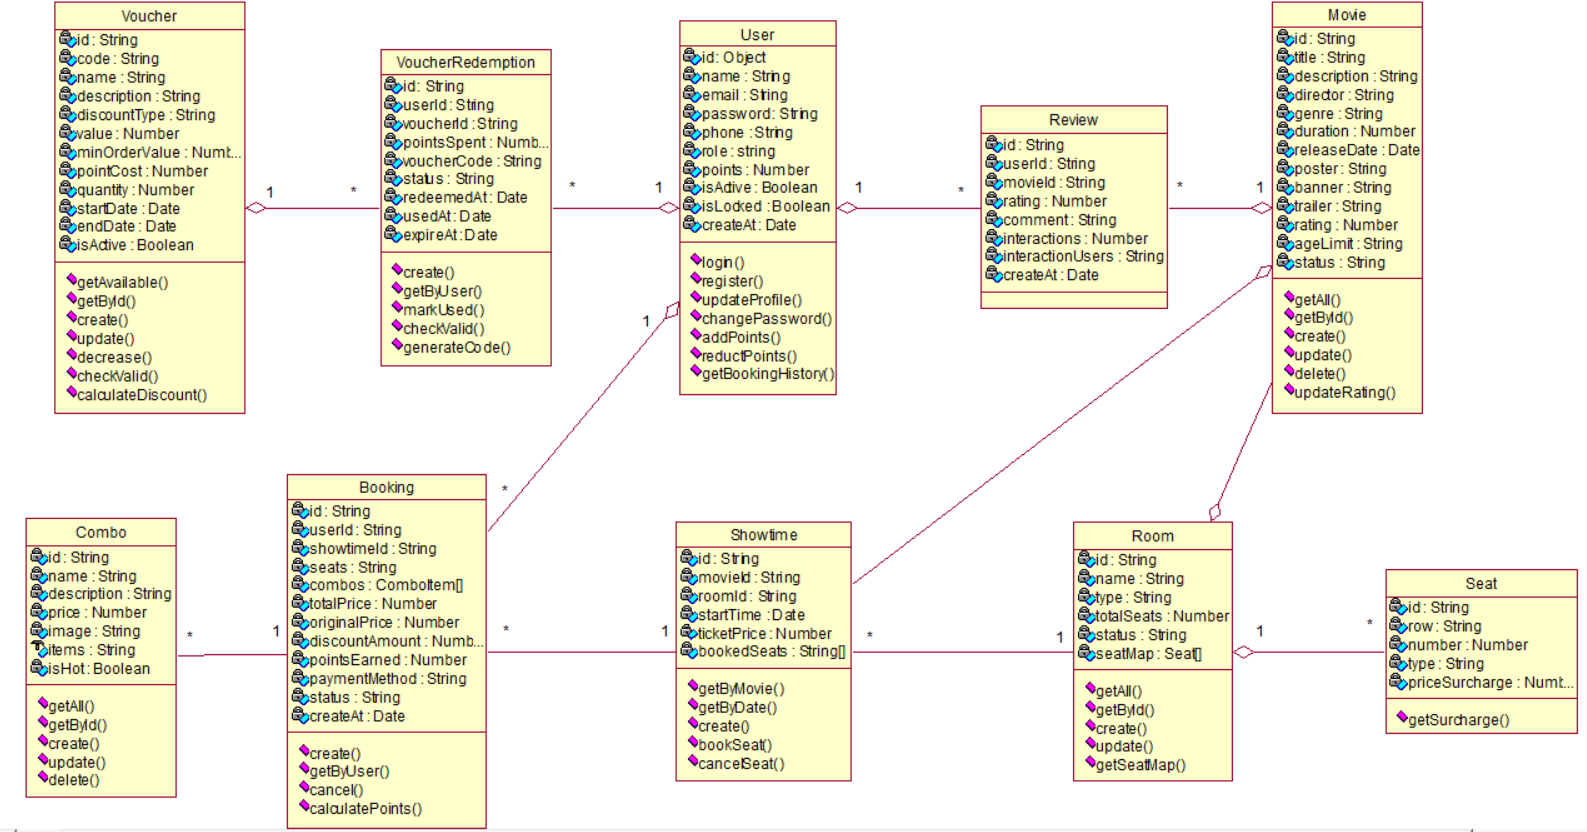 Voucher
id : String
code : String
name : String
description : String
discountType : String
value : Number
minOrderValue : Numt...
pointCost : Number
quantity : Number
startDate : Date
endDate : Date
isActive : Boolean
getAvailable()
getById()
create()
update()
decrease()
checkValid()
calculateDiscount()
1
*
VoucherRedemption
id : String
userId : String
voucherId : String
pointsSpent : Numb...
voucherCode : String
status : String
redeemedAt : Date
usedAt : Date
expireAt : Date
create()
getByUser()
markUsed()
checkValid()
generateCode()
*
1
User
id : Object
name : String
email : String
password : String
phone : String
role : string
points : Number
isActive : Boolean
isLocked : Boolean
createAt : Date
login()
register()
updateProfile()
changePassword()
addPoints()
reductPoints()
getBookingHistory()
1
*
Review
id : String
userId : String
movieId : String
rating : Number
comment : String
interactions : Number
interactionUsers : String
createAt : Date
*
1
Movie
id : String
title : String
description : String
director : String
genre : String
duration : Number
releaseDate : Date
poster : String
banner : String
trailer : String
rating : Number
ageLimit : String
status : String
getAll()
getById()
create()
update()
delete()
updateRating()
1
*
Combo
id : String
name : String
description : String
price : Number
image : String
items : String
isHot : Boolean
getAll()
getById()
create()
update()
delete()
*
1
Booking
id : String
userId : String
showtimeId : String
seats : String
combos : ComboItem[]
totalPrice : Number
originalPrice : Number
discountAmount : Numb...
pointsEarned : Number
paymentMethod : String
status : String
createAt : Date
create()
getByUser()
cancel()
calculatePoints()
*
1
Showtime
id : String
movieId : String
roomId : String
startTime : Date
ticketPrice : Number
bookedSeats : String[]
getByMovie()
getByDate()
create()
bookSeat()
cancelSeat()
*
1
Room
id : String
name : String
type : String
totalSeats : Number
status : String
seatMap : Seat[]
getAll()
getById()
create()
update()
getSeatMap()
1
*
Seat
id : String
row : String
number : Number
type : String
priceSurcharge : Numt...
getSurcharge()